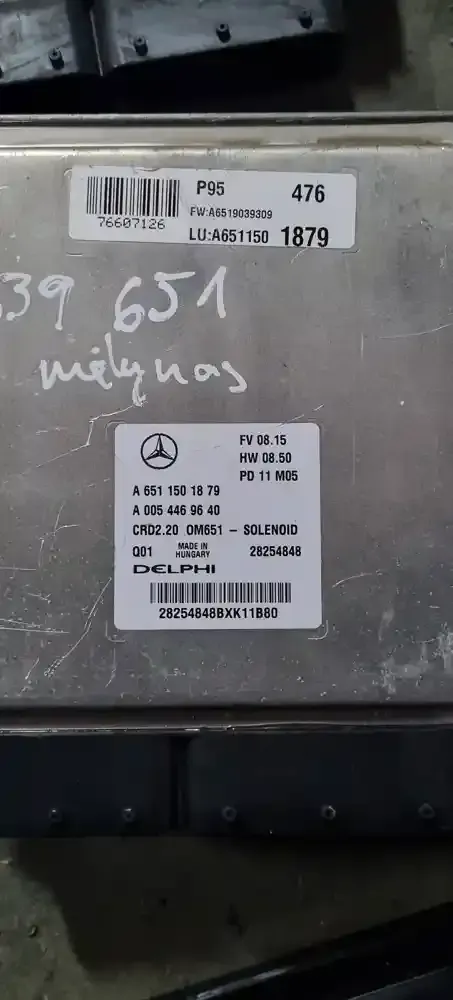 P95 476
FW:A6519039309
76607126
LU:A651150 1879
39 651
mėlynas
FV 08.15
HW 08.50
PD 11 M05
A 651 150 18 79
A 005 446 96 40
CRD2.20 OM651 - SOLENOID
Q01 MADE IN HUNGARY 28254848
DELPHI
28254848BXK11B80